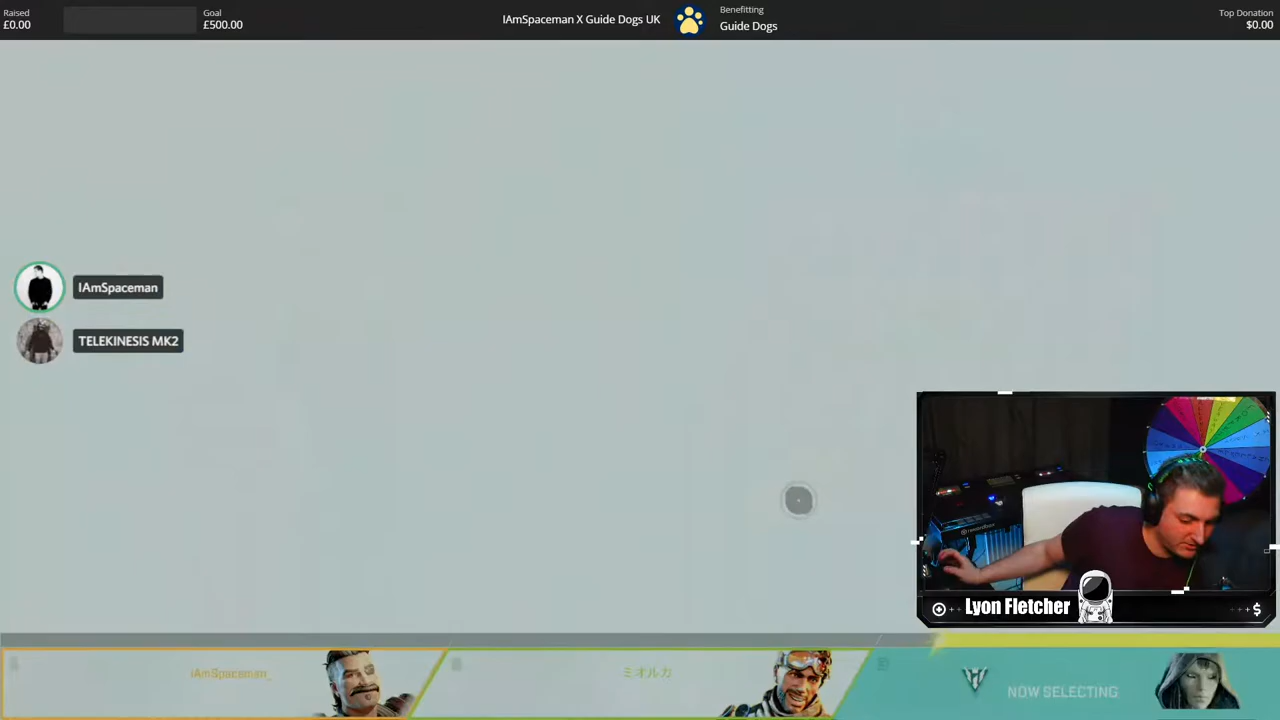 Raised
£0.00
Goal
£500.00
IAmSpaceman X Guide Dogs UK
Benefitting
Guide Dogs
Top Donation
$0.00
IAmSpaceman
TELEKINESIS MK2
Lyon Fletcher
iAmSpaceman_
ミオルカ
NOW SELECTING